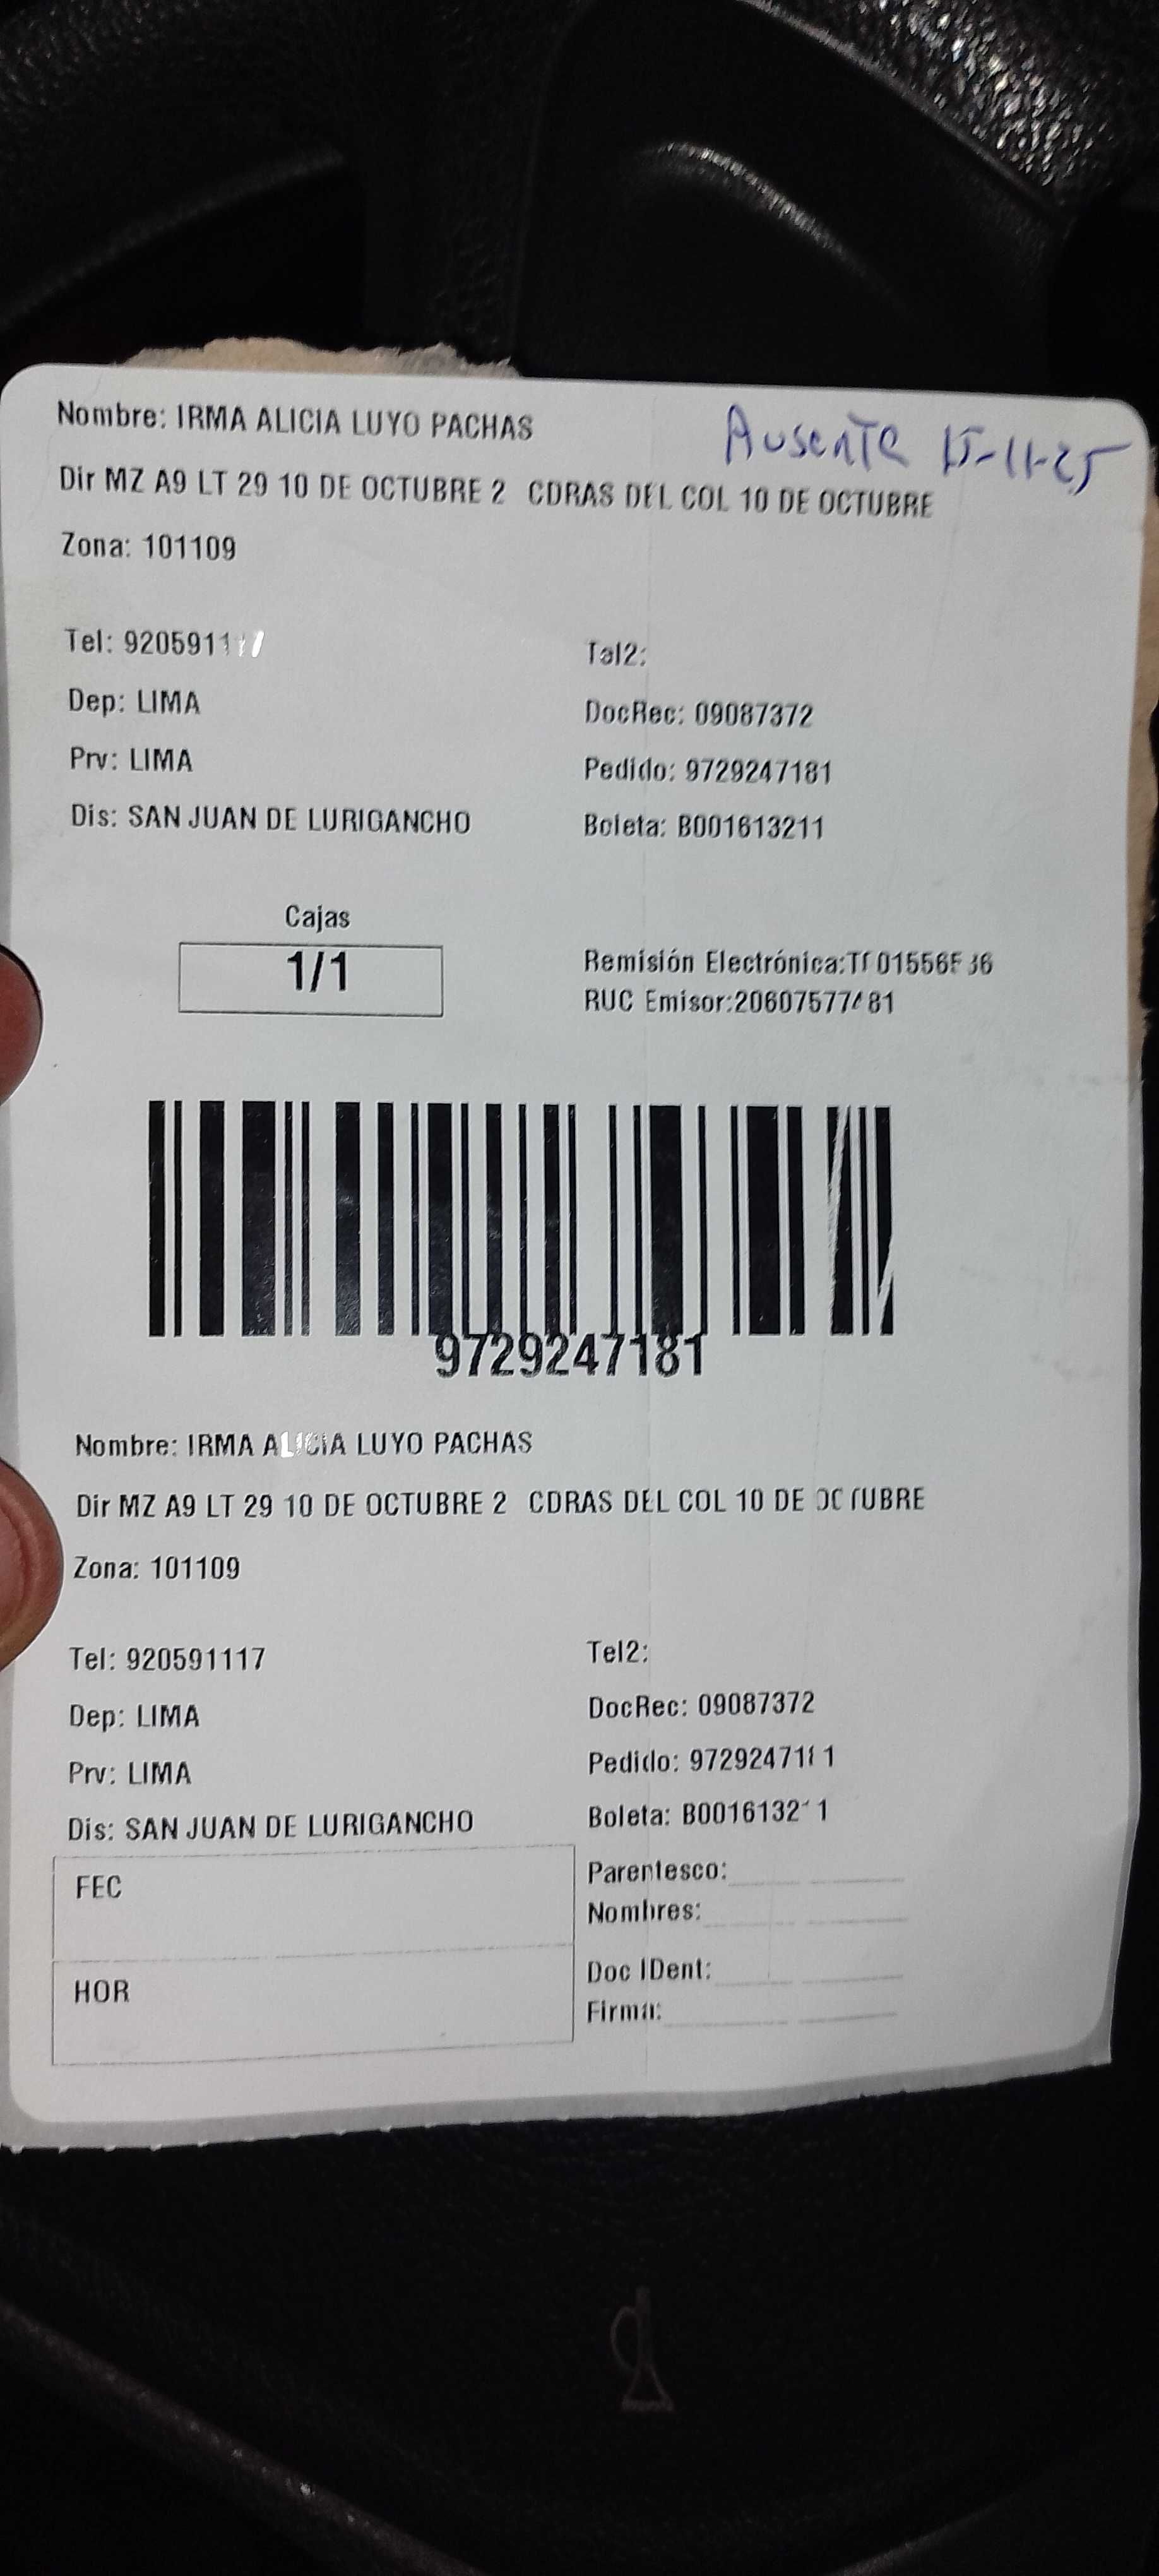 Nombre: IRMA ALICIA LUYO PACHAS
Ausente 15-11-25
Dir MZ A9 LT 29 10 DE OCTUBRE 2 CDRAS DEL COL 10 DE OCTUBRE
Zona: 101109
Tel: 920591117
Tel2:
Dep: LIMA
DocRec: 09087372
Prv: LIMA
Pedido: 9729247181
Dis: SAN JUAN DE LURIGANCHO
Boleta: B001613211
Cajas
1/1
Remisión Electrónica:
RUC Emisor:
9729247181
Nombre: IRMA ALICIA LUYO PACHAS
Dir MZ A9 LT 29 10 DE OCTUBRE 2 CDRAS DEL COL 10 DE OCTUBRE
Zona: 101109
Tel: 920591117
Tel2:
Dep: LIMA
DocRec: 09087372
Prv: LIMA
Pedido: 9729247181
Dis: SAN JUAN DE LURIGANCHO
Boleta: B001613211
FEC
Parentesco:
Nombres:
HOR
Doc IDent:
Firma: